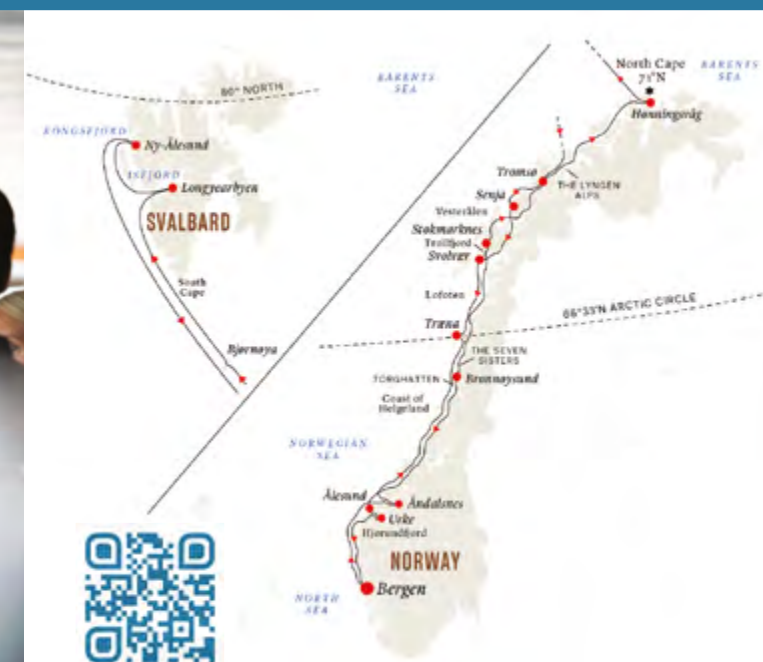 80° NORTH
KONGSFJORD
Ny-Ålesund
ISFJORD
Longyearbyen
SVALBARD
South
Cape
Bjørnøya
BARENTS
SEA
North Cape
71°N
BARENTS
SEA
Honningsvåg
Tromsø
THE LYNGEN
ALPS
Senja
Vesterålen
Stokmarknes
Trollfjord
Svolvær
Lofoten
66°33'N ARCTIC CIRCLE
Træna
THE SEVEN
SISTERS
TORGHATTEN
Brønnøysund
Coast of
Helgeland
NORWEGIAN
SEA
Ålesund
Åndalsnes
Urke
Hjørundfjord
NORWAY
Bergen
NORTH
SEA